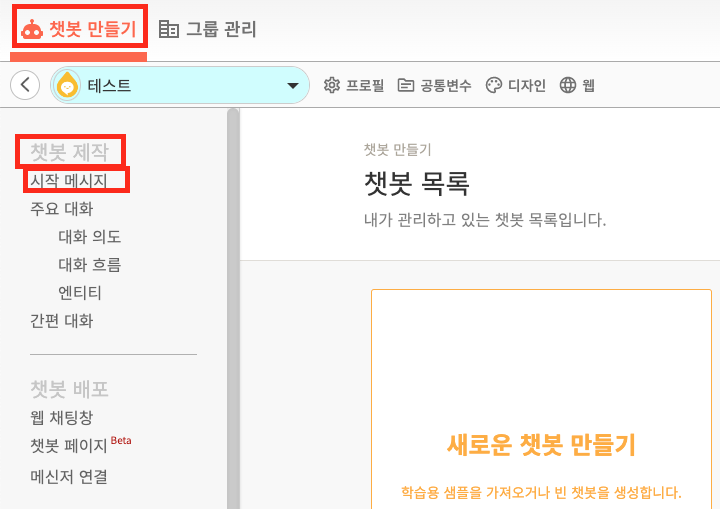 챗봇 만들기 그룹 관리
테스트 프로필 공통변수 디자인 웹
챗봇 제작
시작 메시지
주요 대화
대화 의도
대화 흐름
엔티티
간편 대화
챗봇 배포
웹 채팅창
챗봇 페이지 Beta
메신저 연결
챗봇 만들기
챗봇 목록
내가 관리하고 있는 챗봇 목록입니다.
새로운 챗봇 만들기
학습용 샘플을 가져오거나 빈 챗봇을 생성합니다.